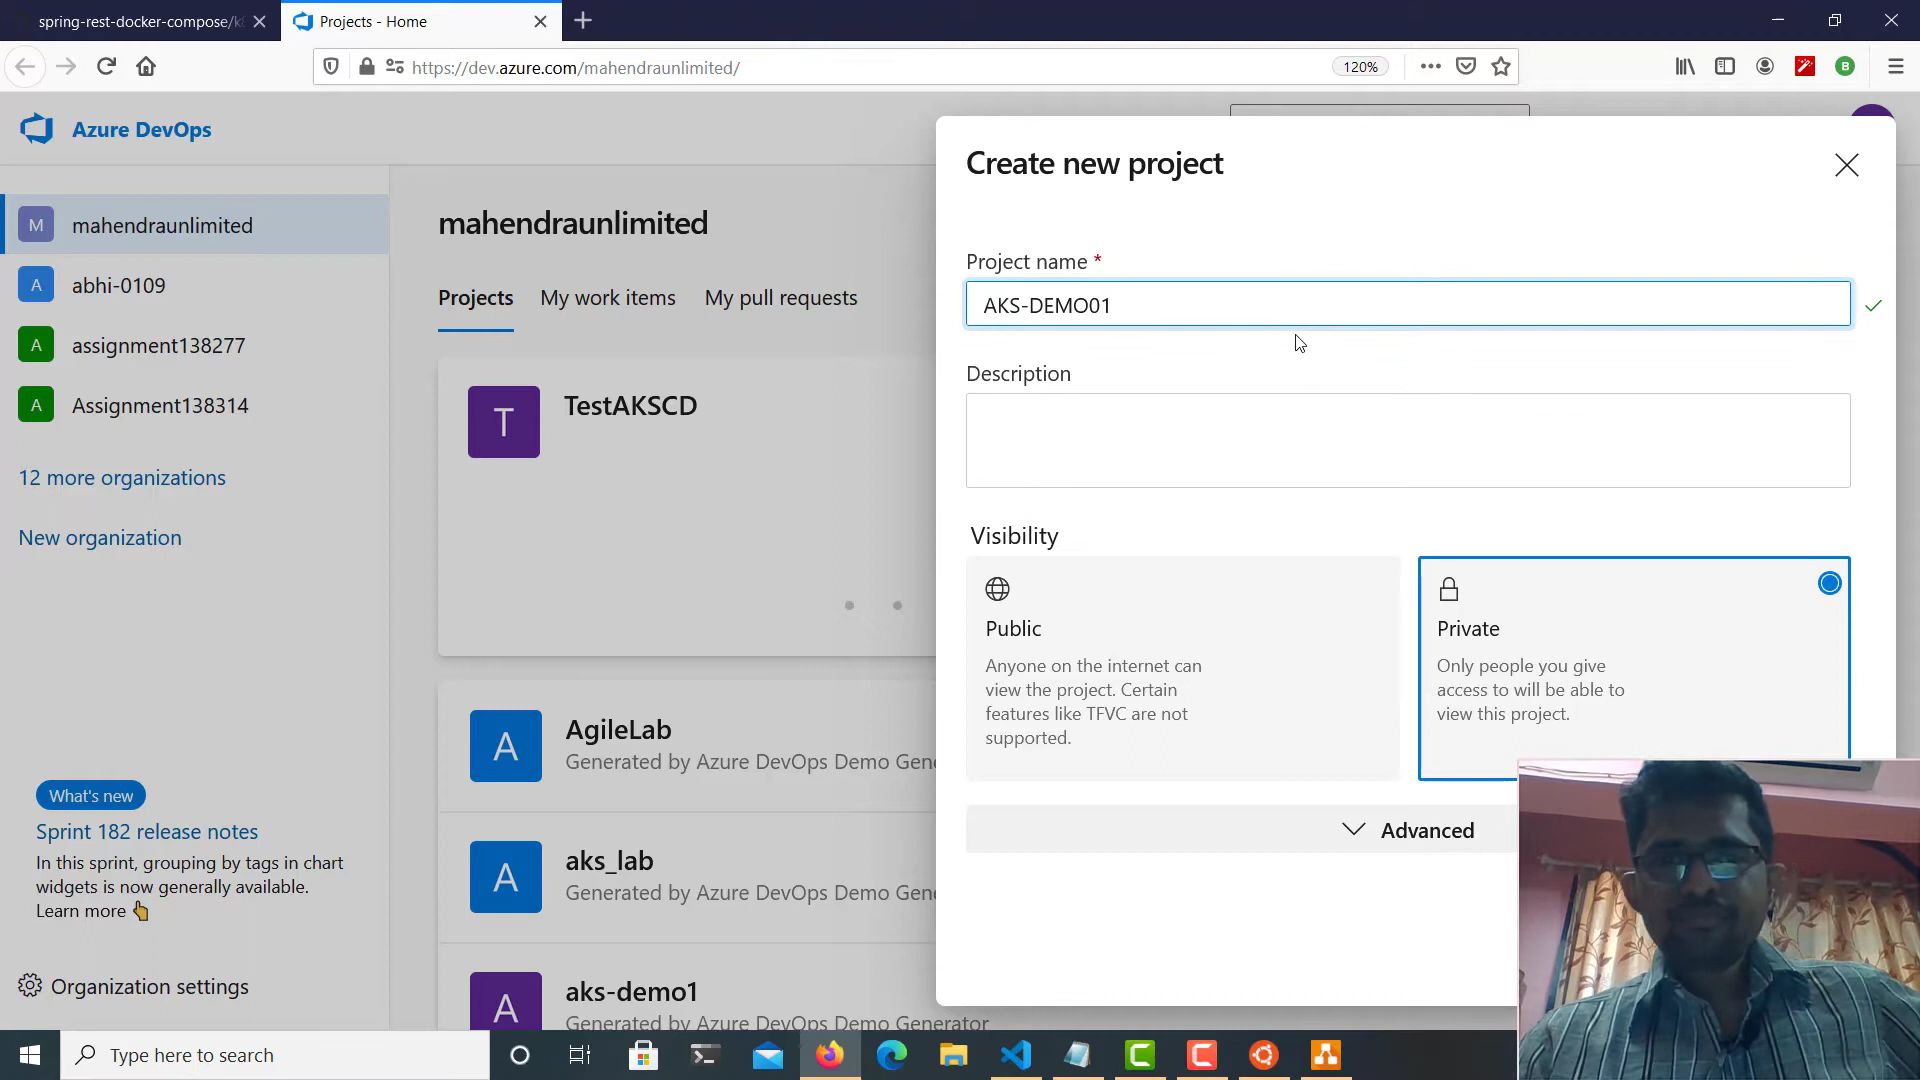 spring-rest-docker-compose/k
Projects - Home
https://dev.azure.com/mahendraunlimited/
120%
B
Azure DevOps
M
mahendraunlimited
A
abhi-0109
A
assignment138277
A
Assignment138314
12 more organizations
New organization
What's new
Sprint 182 release notes
In this sprint, grouping by tags in chart
widgets is now generally available.
Learn more
Organization settings
mahendraunlimited
Projects
My work items
My pull requests
T
TestAKSCD
A
AgileLab
Generated by Azure DevOps Demo Gene
A
aks_lab
Generated by Azure DevOps Demo Gene
A
aks-demo1
Generated by Azure DevOps Demo Generator
Create new project
Project name *
AKS-DEMO01
Description
Visibility
Public
Anyone on the internet can
view the project. Certain
features like TFVC are not
supported.
Private
Only people you give
access to will be able to
view this project.
Advanced
Type here to search